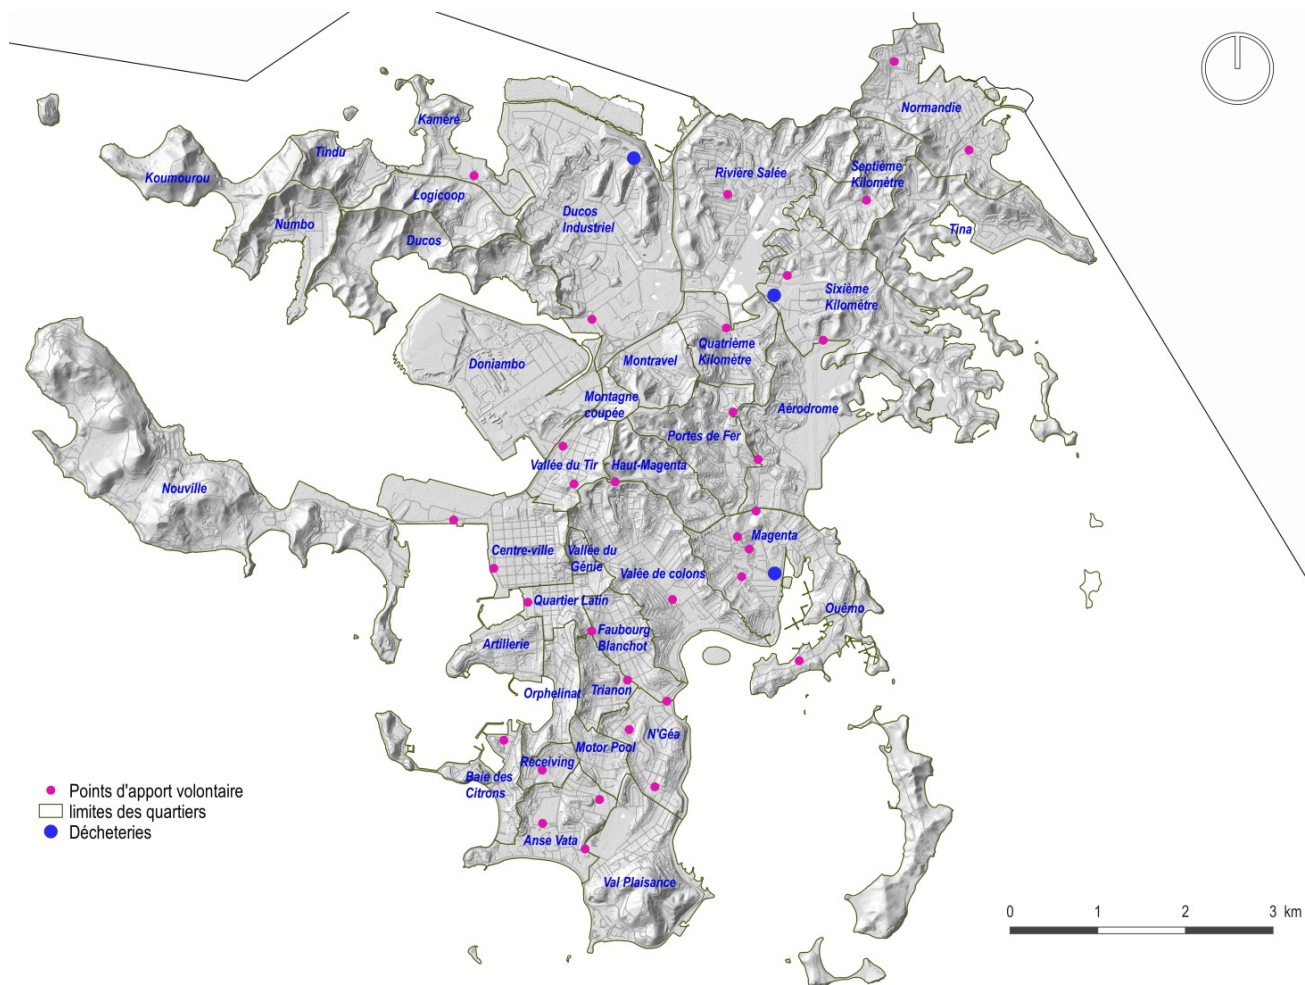 Normandie
Kaméré
Tindu
Koumourou
Rivière Salée
Septième
Kilomètre
Logicoop
Ducos
Industriel
Numbo
Ducos
Tina
Sixième
Kilomètre
Doniambo
Montravel
Quatrième
Kilomètre
Montagne
coupée
Aérodrome
Portes de Fer
Vallée du Tir
Haut-Magenta
Nouville
Centre-ville
Vallée du
Génie
Valée de colons
Magenta
Quartier Latin
Ouémo
Faubourg
Blanchot
Artillerie
Orphelinat
Trianon
N'Géa
Motor Pool
Receiving
Baie des
Citrons
Anse Vata
Val Plaisance
Points d'apport volontaire
limites des quartiers
Décheteries
0 1 2 3 km